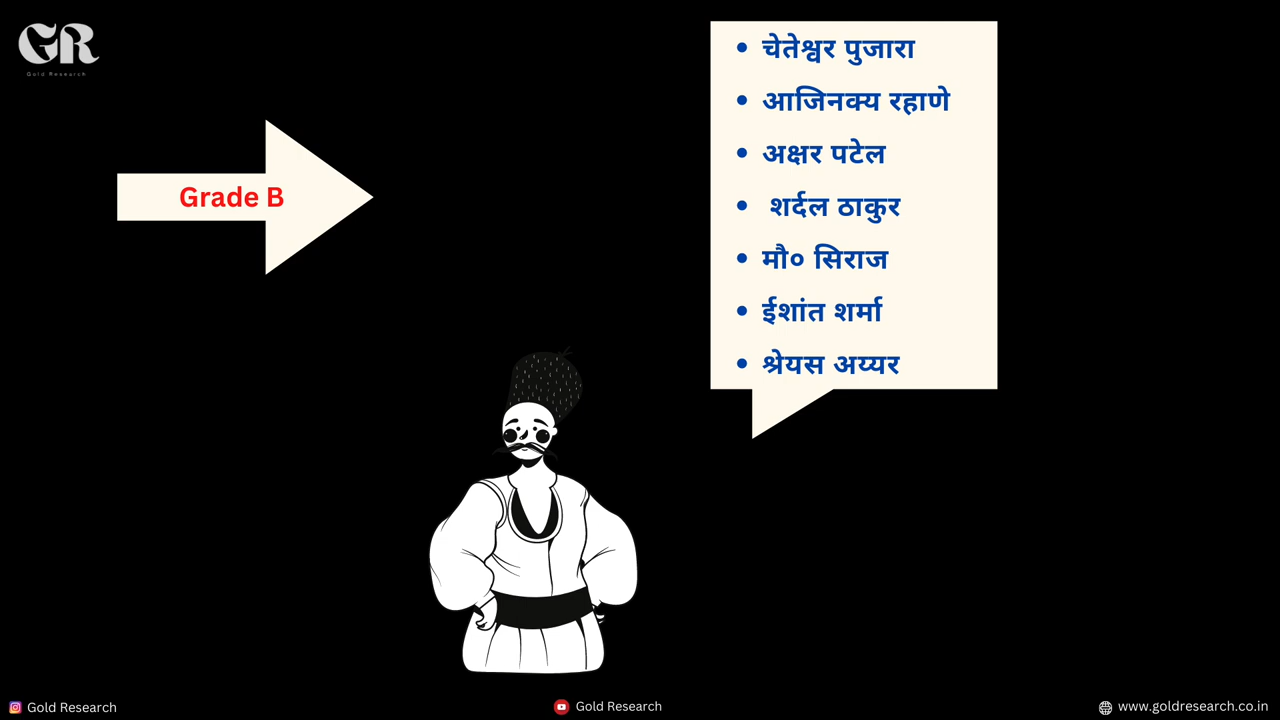 GR
Gold Research
Grade B
• चेतेश्वर पुजारा
• आजिनक्य रहाणे
• अक्षर पटेल
• शर्दल ठाकुर
• मौ० सिराज
• ईशांत शर्मा
• श्रेयस अय्यर
Gold Research
Gold Research
www.goldresearch.co.in